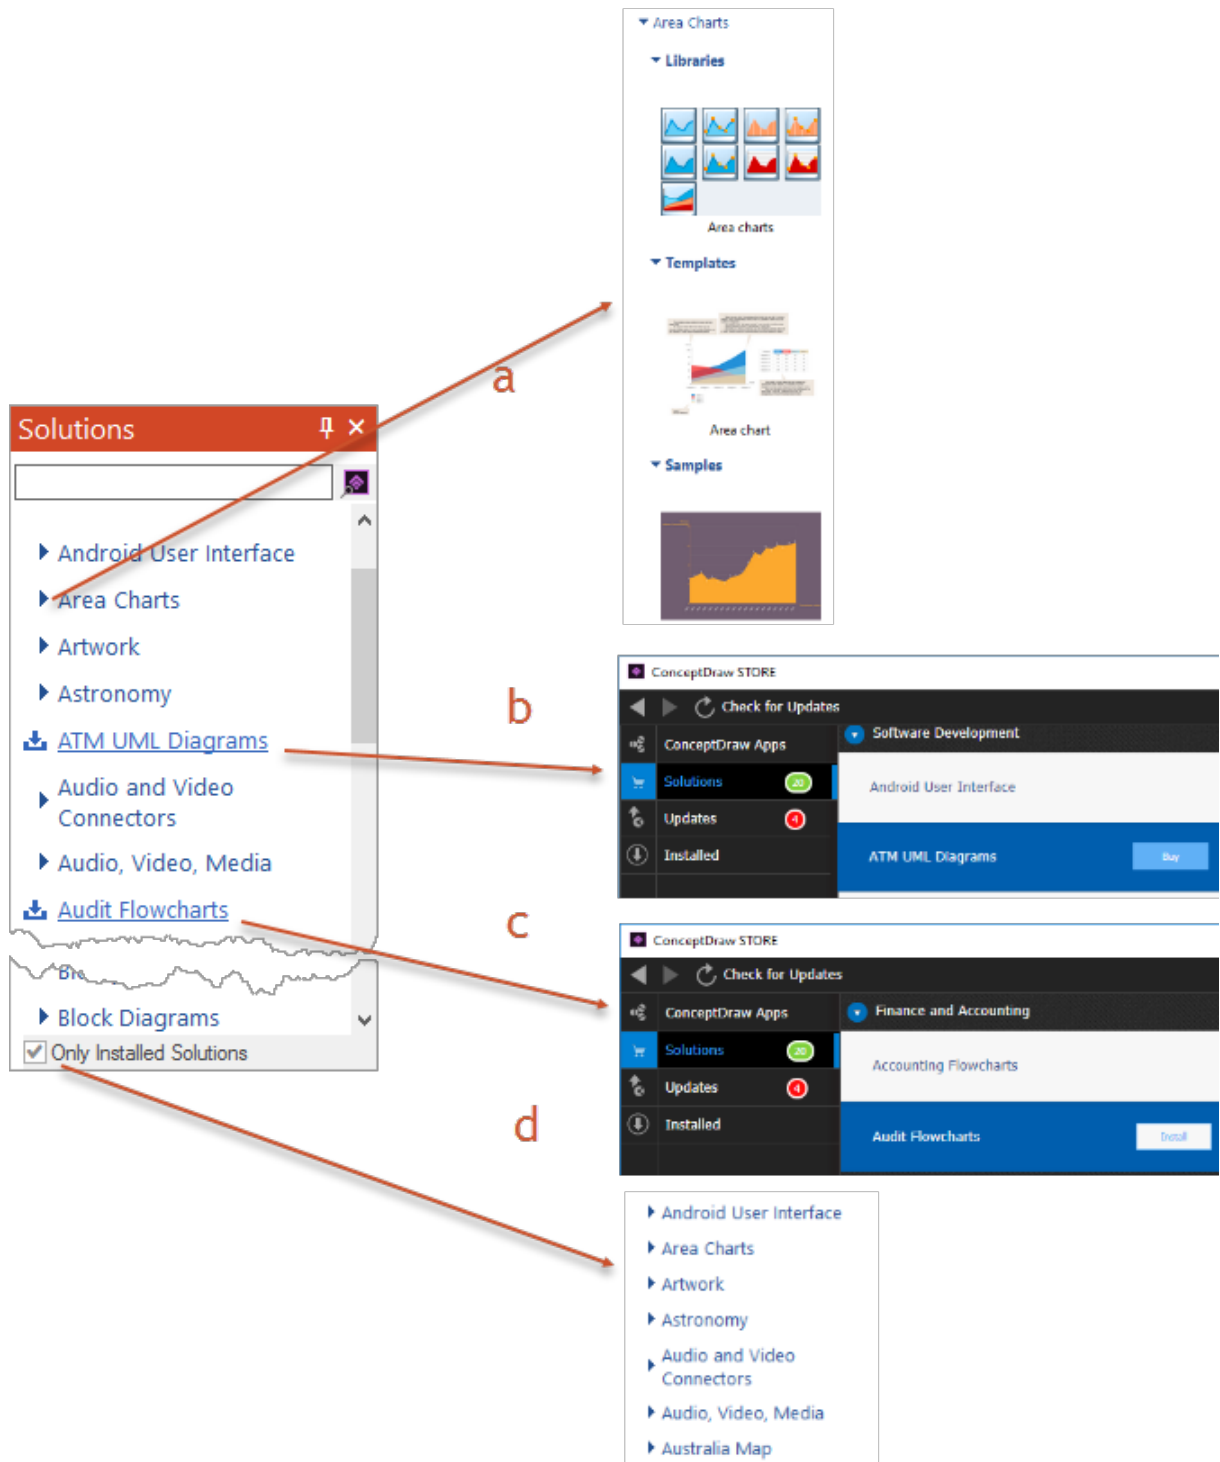 Area Charts
Libraries
Area charts
Templates
Area chart
Samples
a
Solutions
Android User Interface
Area Charts
Artwork
Astronomy
ATM UML Diagrams
Audio and Video
Connectors
Audio, Video, Media
Audit Flowcharts
Block Diagrams
Only Installed Solutions
b
ConceptDraw STORE
Check for Updates
ConceptDraw Apps
Software Development
Solutions
20
Android User Interface
Updates
4
Installed
ATM UML Diagrams
Buy
c
ConceptDraw STORE
Check for Updates
ConceptDraw Apps
Finance and Accounting
Solutions
20
Accounting Flowcharts
Updates
4
Installed
Audit Flowcharts
Install
d
Android User Interface
Area Charts
Artwork
Astronomy
Audio and Video
Connectors
Audio, Video, Media
Australia Map